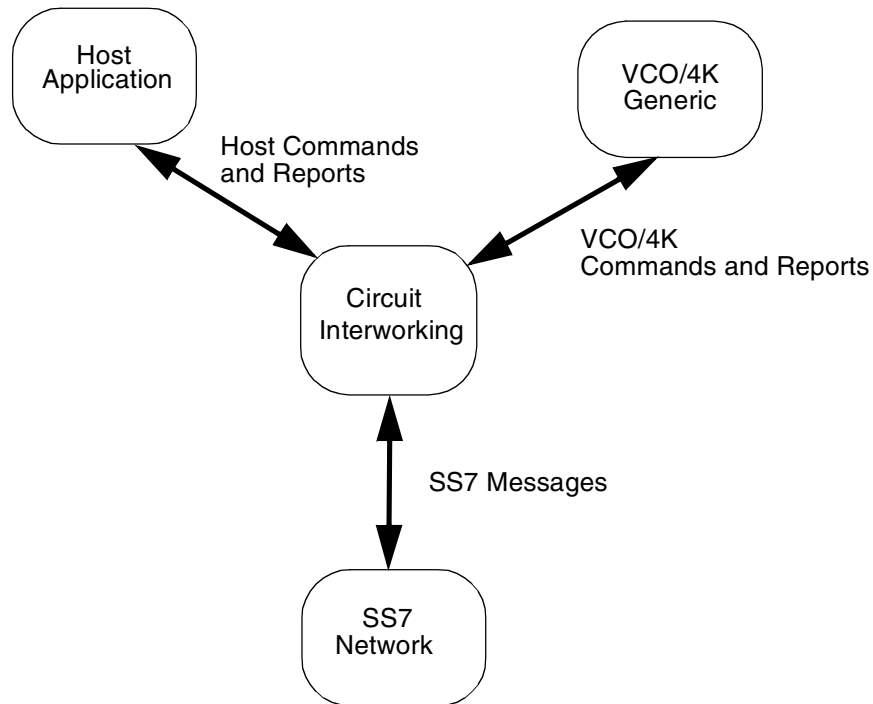 Host
Application
VCO/4K
Generic
Host Commands
and Reports
VCO/4K
Commands and Reports
Circuit
Interworking
SS7 Messages
SS7
Network